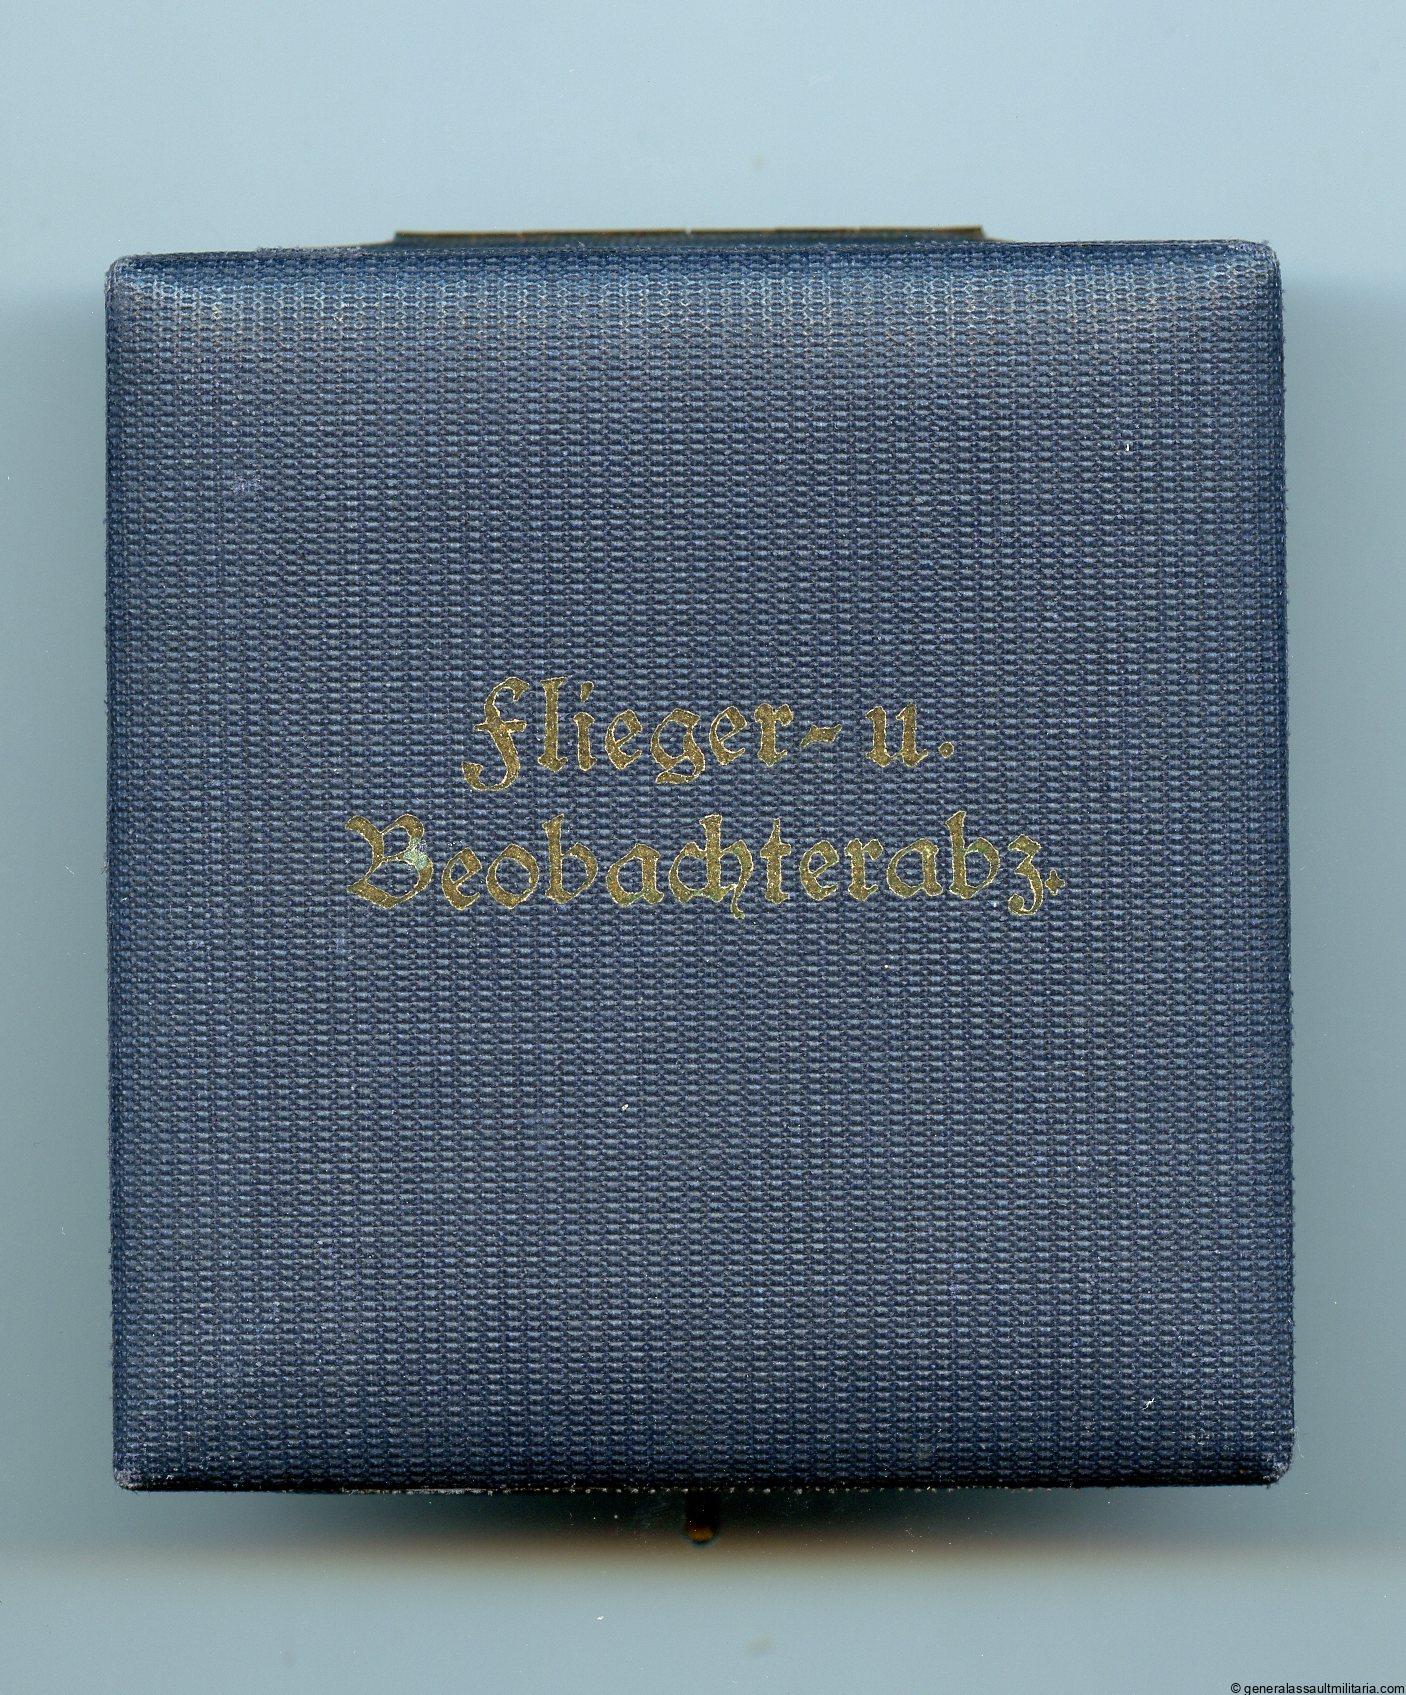 Flieger- u.
Beobachterabz.
© generalassaultmilitaria.com